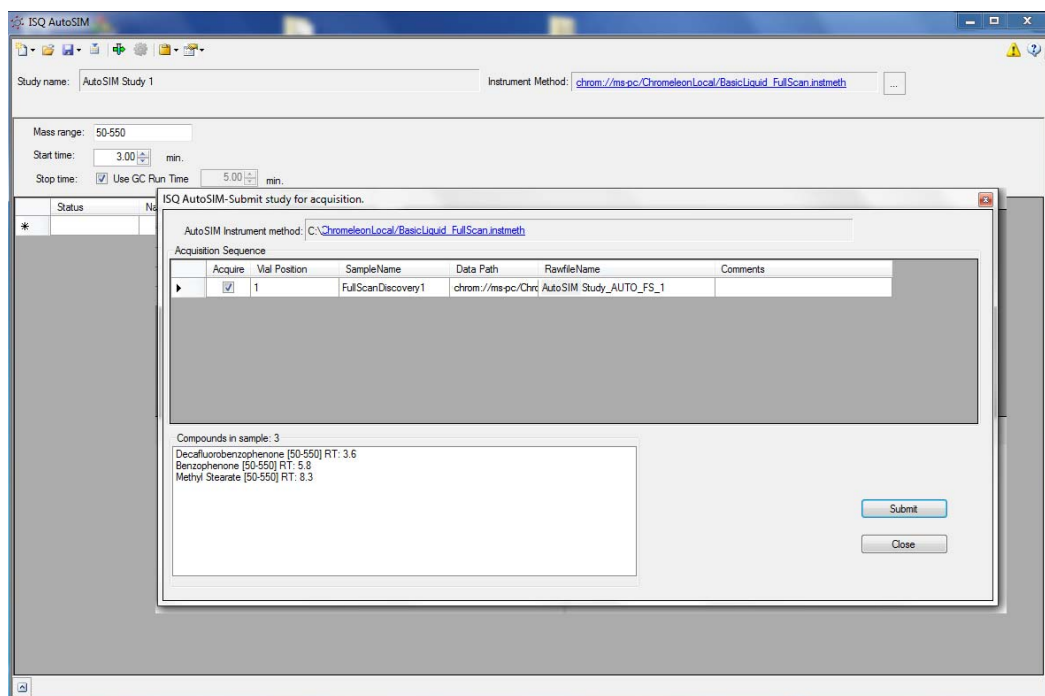 ISQ AutoSIM
Study name: AutoSIM Study 1 Instrument Method: chrom://ms-pc/ChromeleonLocal/BasicLiquid_FullScan.instmeth ...
Mass range: 50-550
Start time: 3.00 min.
Stop time: Use GC Run Time 5.00 min.
Status Na
ISQ AutoSIM-Submit study for acquisition.
AutoSIM Instrument method: C:\ChromeleonLocal/BasicLiquid_FullScan.instmeth
Acquisition Sequence
Acquire Vial Position SampleName Data Path RawfileName Comments
1 FullScanDiscovery1 chrom://ms-pc/Chro AutoSIM Study_AUTO_FS_1
Compounds in sample: 3
Decafluorobenzophenone [50-550] RT: 3.6
Benzophenone [50-550] RT: 5.8
Methyl Stearate [50-550] RT: 8.3
Submit
Close